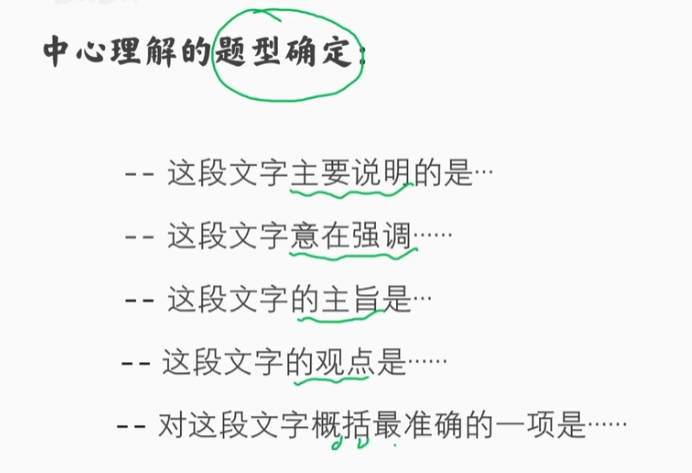 中心理解的题型确定：
-- 这段文字主要说明的是…
-- 这段文字意在强调……
-- 这段文字的主旨是…
-- 这段文字的观点是……
-- 对这段文字概括最准确的一项是……